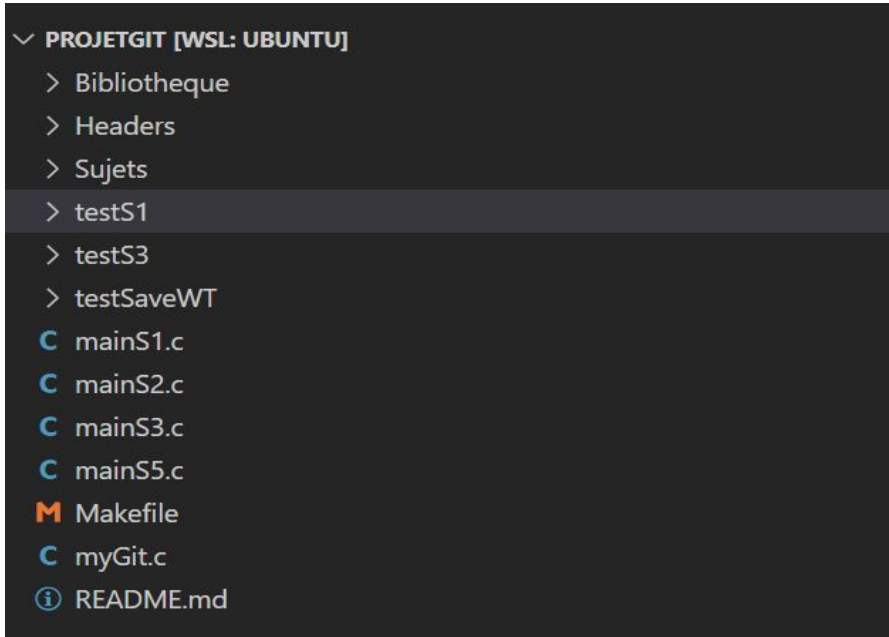 PROJETGIT [WSL: UBUNTU]
Bibliotheque
Headers
Sujets
testS1
testS3
testSaveWT
C mainS1.c
C mainS2.c
C mainS3.c
C mainS5.c
M Makefile
C myGit.c
README.md